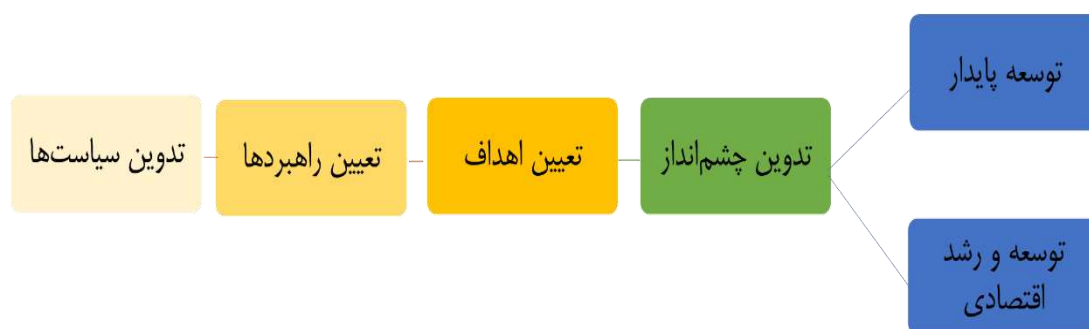 توسعه پایدار
توسعه و رشد
اقتصادی
تدوین چشم‌انداز
تعیین اهداف
تعیین راهبردها
تدوین سیاست‌ها